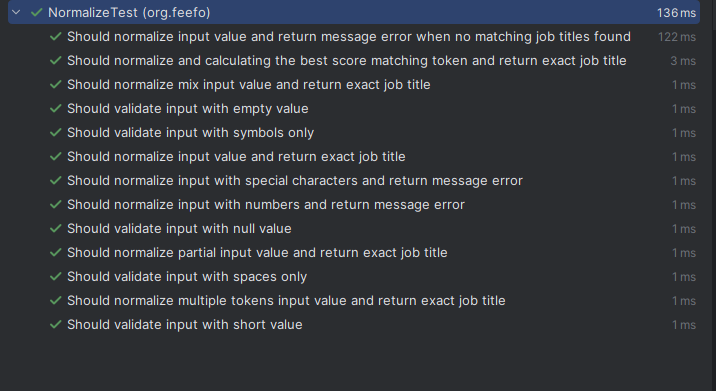 NormalizeTest (org.feefo) 136 ms
Should normalize input value and return message error when no matching job titles found 122 ms
Should normalize and calculating the best score matching token and return exact job title 3 ms
Should normalize mix input value and return exact job title 1 ms
Should validate input with empty value 1 ms
Should validate input with symbols only 1 ms
Should normalize input value and return exact job title 1 ms
Should normalize input with special characters and return message error 1 ms
Should normalize input with numbers and return message error 1 ms
Should validate input with null value 1 ms
Should normalize partial input value and return exact job title 1 ms
Should validate input with spaces only 1 ms
Should normalize multiple tokens input value and return exact job title 1 ms
Should validate input with short value 1 ms